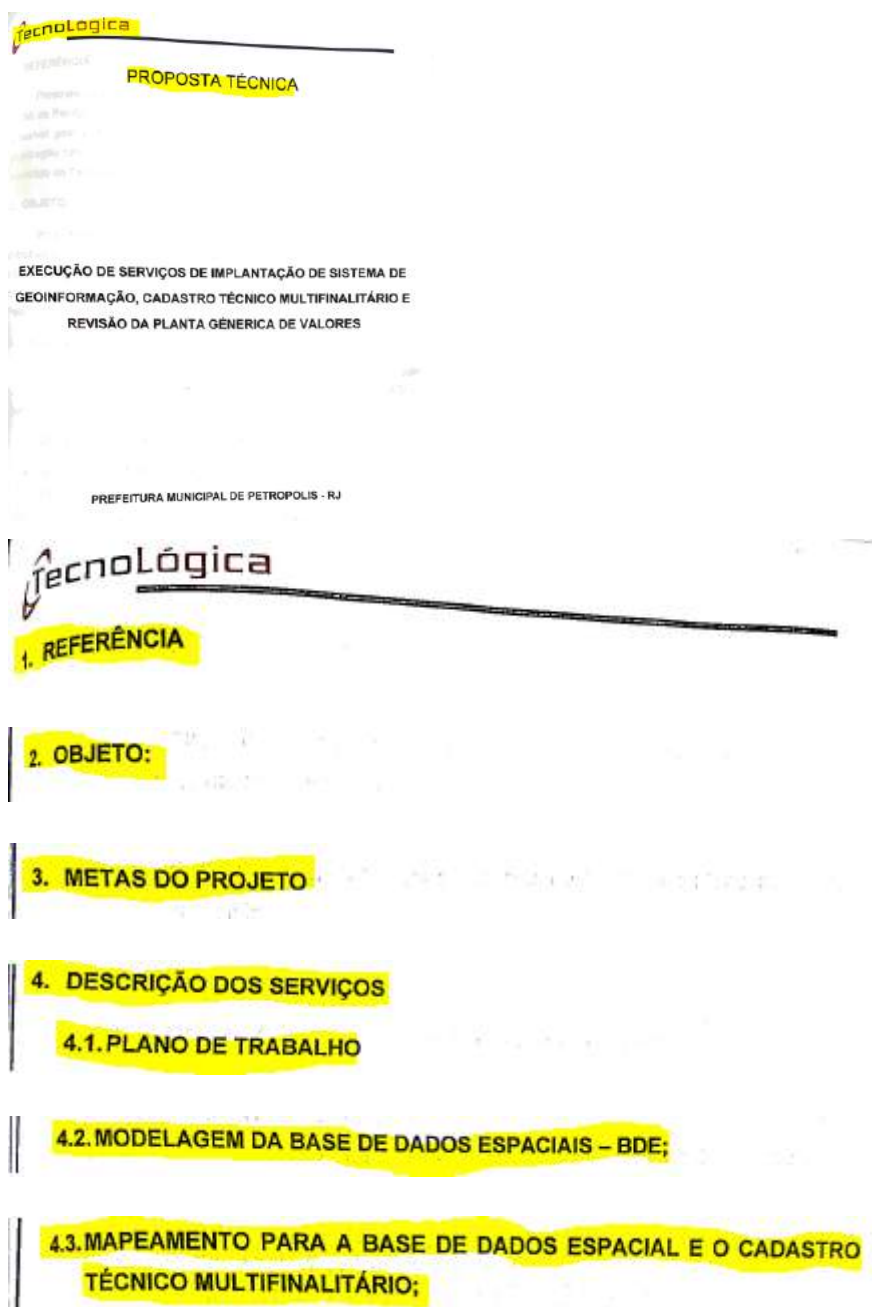 TecnoLógica
PROPOSTA TÉCNICA
OBJETO
EXECUÇÃO DE SERVIÇOS DE IMPLANTAÇÃO DE SISTEMA DE
GEOINFORMAÇÃO, CADASTRO TÉCNICO MULTIFINALITÁRIO E
REVISÃO DA PLANTA GÉNERICA DE VALORES
PREFEITURA MUNICIPAL DE PETROPOLIS - RJ
TecnoLógica
1. REFERÊNCIA
2. OBJETO:
3. METAS DO PROJETO
4. DESCRIÇÃO DOS SERVIÇOS
4.1. PLANO DE TRABALHO
4.2. MODELAGEM DA BASE DE DADOS ESPACIAIS – BDE;
4.3. MAPEAMENTO PARA A BASE DE DADOS ESPACIAL E O CADASTRO
TÉCNICO MULTIFINALITÁRIO;